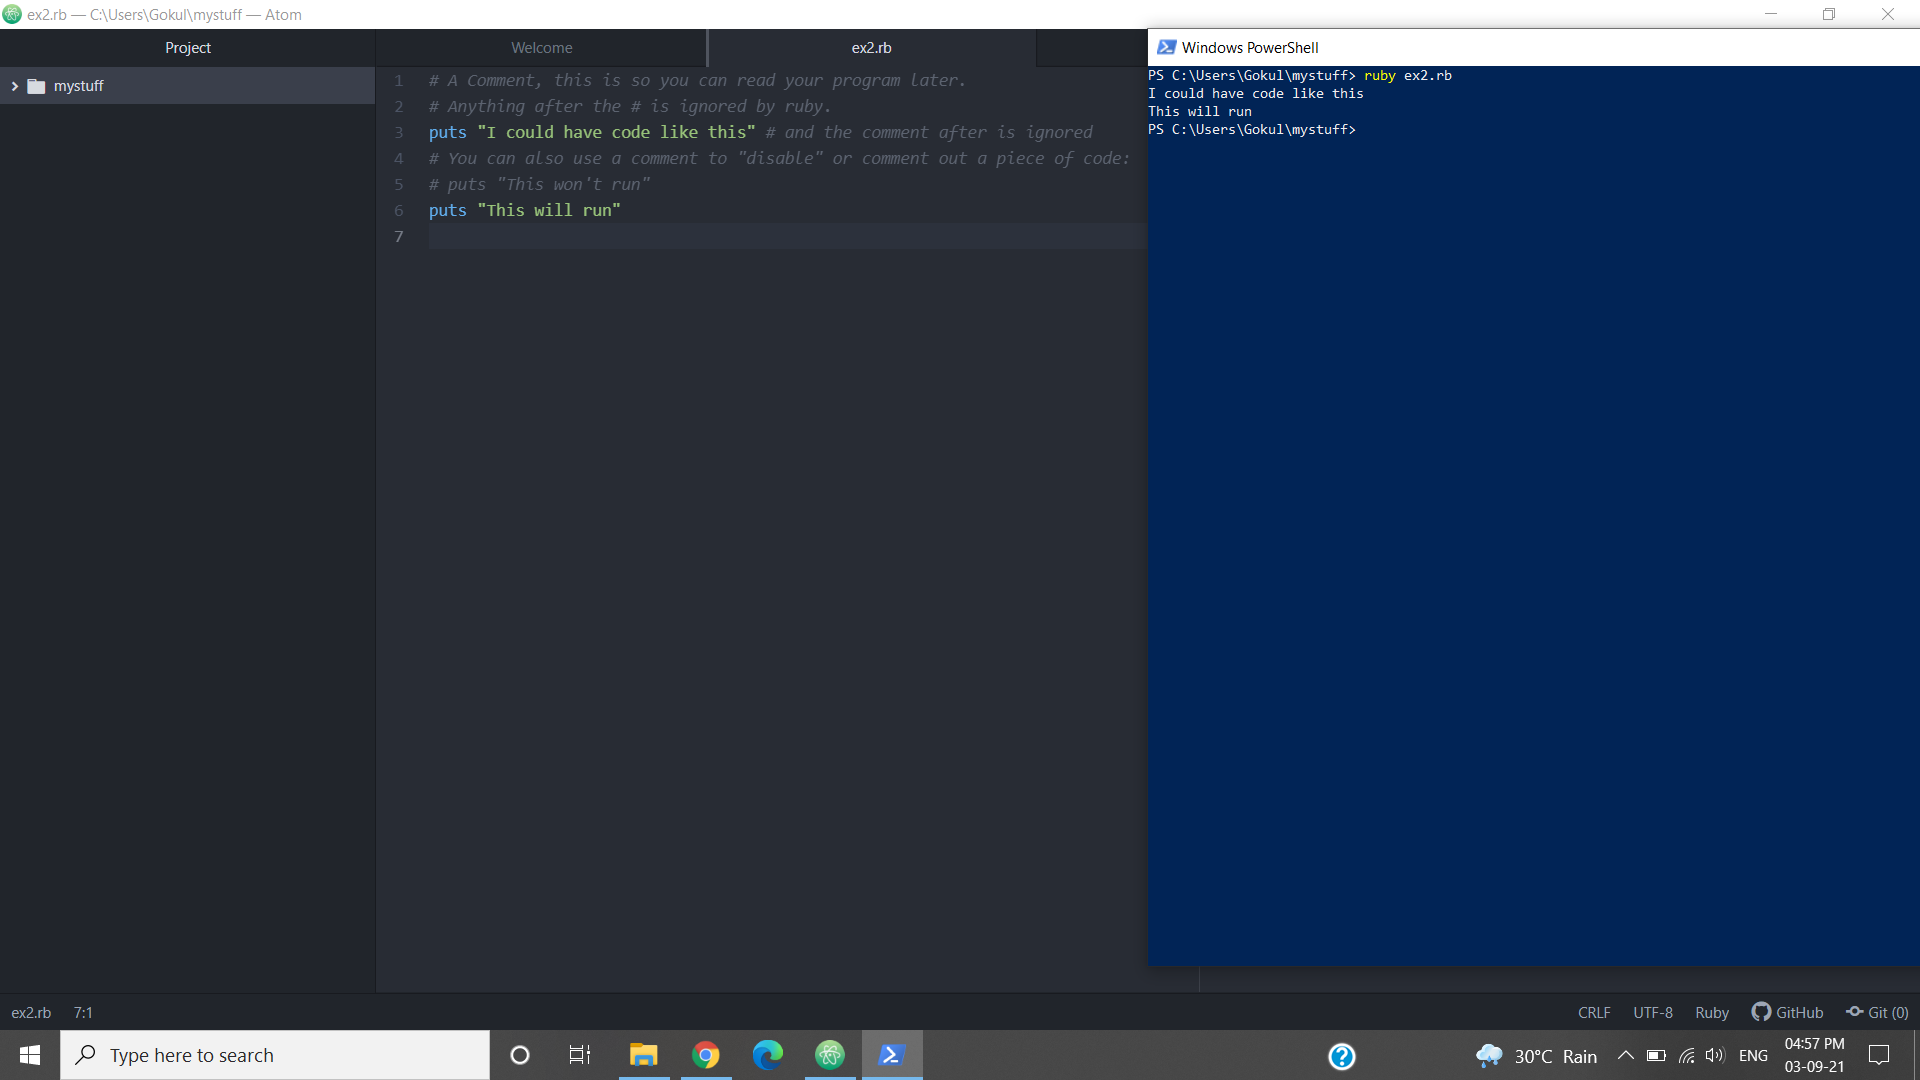 ex2.rb — C:\Users\Gokul\mystuff — Atom
Project
Welcome
ex2.rb
mystuff
1 # A Comment, this is so you can read your program later.
2 # Anything after the # is ignored by ruby.
3 puts "I could have code like this" # and the comment after is ignored
4 # You can also use a comment to "disable" or comment out a piece of code:
5 # puts "This won't run"
6 puts "This will run"
7
Windows PowerShell
PS C:\Users\Gokul\mystuff> ruby ex2.rb
I could have code like this
This will run
PS C:\Users\Gokul\mystuff>
ex2.rb 7:1
CRLF UTF-8 Ruby GitHub Git (0)
Type here to search
30°C Rain
ENG
04:57 PM
03-09-21